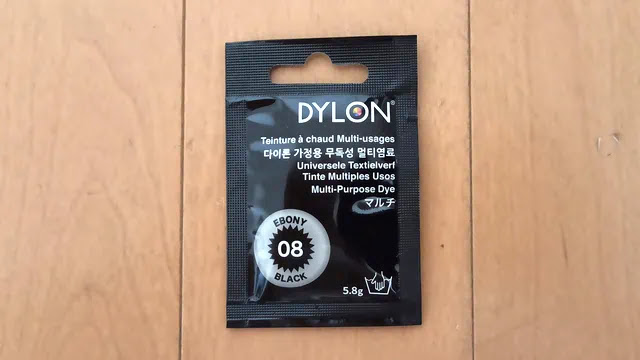 DYLON®
Teinture à chaud Multi-usages
다이론 가정용 무독성 멀티염료
Universele Textielverf
Tinte Multiples Usos
Multi-Purpose Dye
マルチ
EBONY
08
BLACK
5.8g